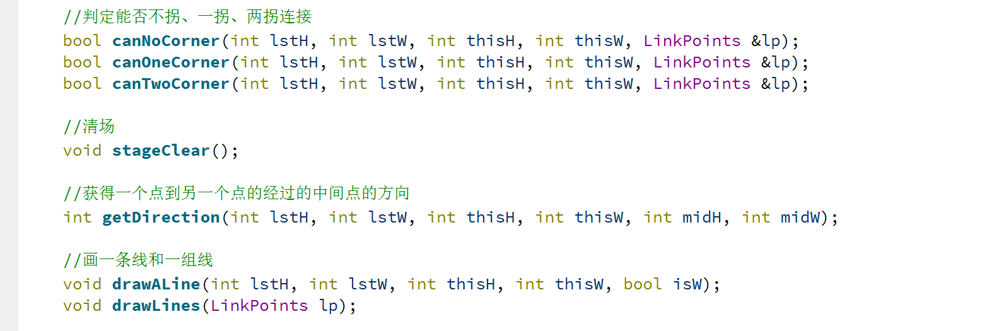 //判定能否不拐、一拐、两拐连接
bool canNoCorner(int lstH, int lstW, int thisH, int thisW, LinkPoints &lp);
bool canOneCorner(int lstH, int lstW, int thisH, int thisW, LinkPoints &lp);
bool canTwoCorner(int lstH, int lstW, int thisH, int thisW, LinkPoints &lp);
//清场
void stageClear();
//获得一个点到另一个点的经过的中间点的方向
int getDirection(int lstH, int lstW, int thisH, int thisW, int midH, int midW);
//画一条线和一组线
void drawALine(int lstH, int lstW, int thisH, int thisW, bool isW);
void drawLines(LinkPoints lp);